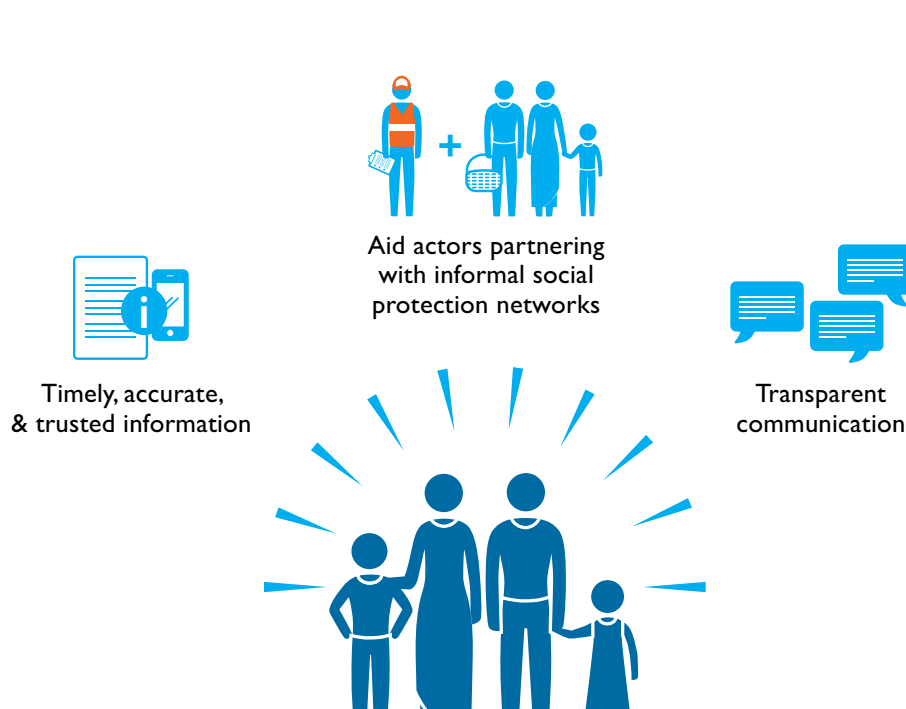 Aid actors partnering
with informal social
protection networks
Timely, accurate,
& trusted information
Transparent
communication